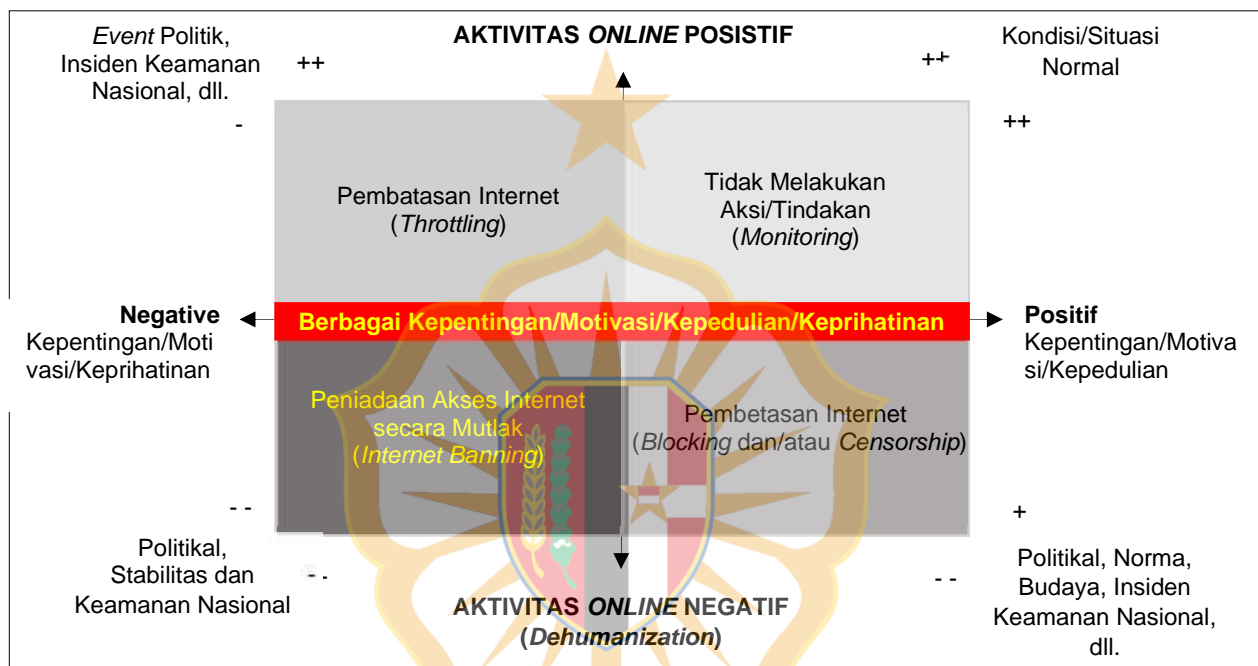 Event Politik,
Insiden Keamanan
Nasional, dll.
++
AKTIVITAS ONLINE POSISTIF
++
Kondisi/Situasi
Normal
-
++
Pembatasan Internet
(Throttling)
Tidak Melakukan
Aksi/Tindakan
(Monitoring)
Negative
Kepentingan/Moti
vasi/Keprihatinan
Berbagai Kepentingan/Motivasi/Kepedulian/Keprihatinan
Positif
Kepentingan/Motiva
si/Kepedulian
Peniadaan Akses Internet
secara Mutlak
(Internet Banning)
Pembetasan Internet
(Blocking dan/atau Censorship)
- -
Politikal,
Stabilitas dan
Keamanan Nasional
- -
AKTIVITAS ONLINE NEGATIF
(Dehumanization)
- -
+
Politikal, Norma,
Budaya, Insiden
Keamanan Nasional,
dll.